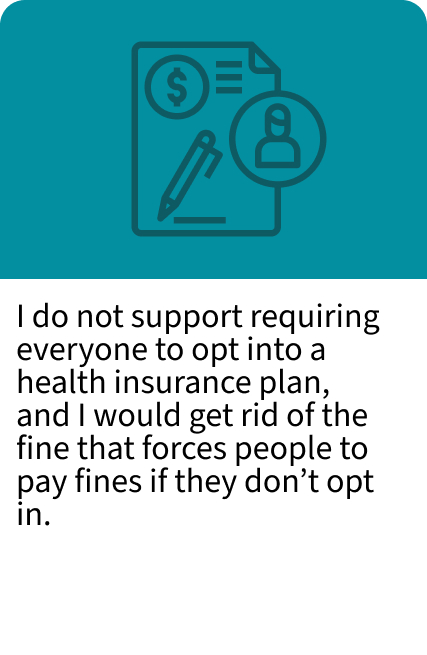 I do not support requiring
everyone to opt into a
health insurance plan,
and I would get rid of the
fine that forces people to
pay fines if they don’t opt
in.